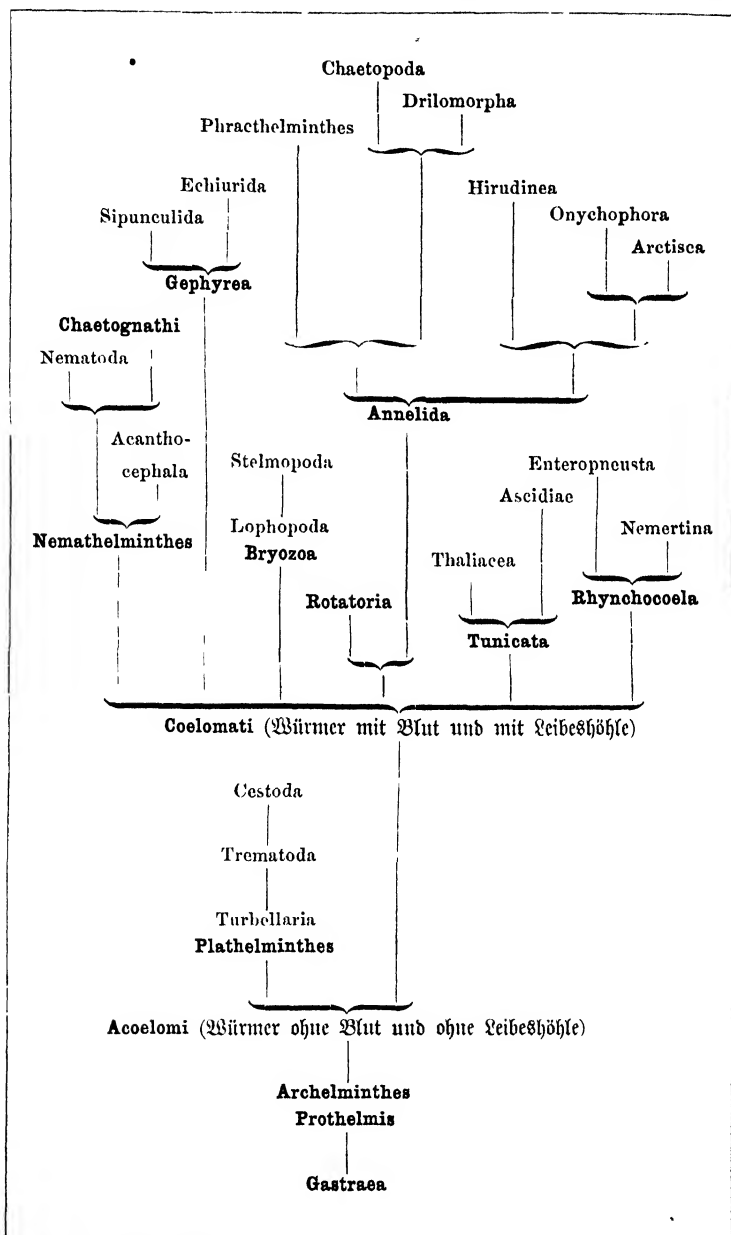 Chaetopoda
Drilomorpha
Phracthelminthes
Echiurida
Hirudinea
Sipunculida
Onychophora
Arctisca
Gephyrea
Chaetognathi
Nematoda
Annelida
Acantho-
cephala
Stelmopoda
Enteropneusta
Ascidiae
Lophopoda
Bryozoa
Nemertina
Nemathelminthes
Thaliacea
Rotatoria
Rhynchocoela
Tunicata
Coelomati (Würmer mit Blut und mit Leibeshöhle)
Cestoda
Trematoda
Turbellaria
Plathelminthes
Acoelomi (Würmer ohne Blut und ohne Leibeshöhle)
Archelminthes
Prothelmis
Gastraea